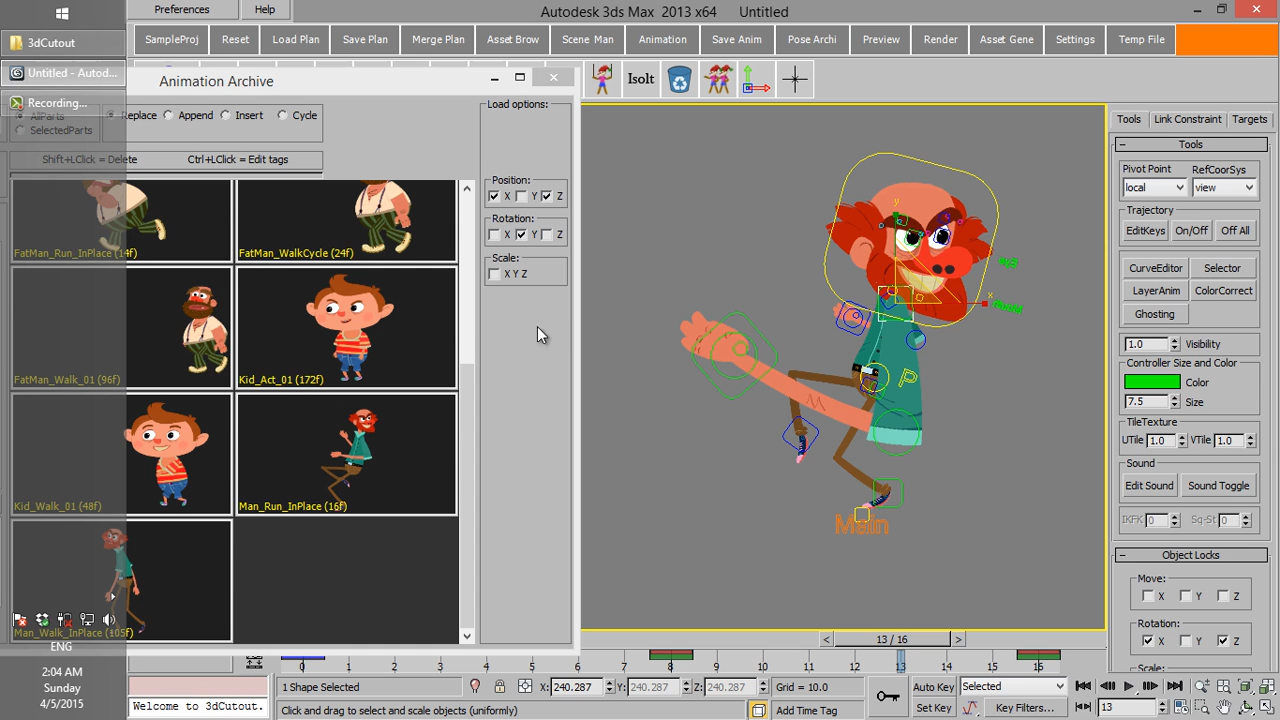 Preferences
Help
Autodesk 3ds Max 2013 x64 Untitled
3dCutout
SampleProj
Reset
Load Plan
Save Plan
Merge Plan
Asset Brow
Scene Man
Animation
Save Anim
Pose Archi
Preview
Render
Asset Gene
Settings
Temp File
Untitled - Autod...
Animation Archive
Isolt
Recording...
AllParts
Replace
Append
Insert
Cycle
SelectedParts
Shift+LClick = Delete
Ctrl+LClick = Edit tags
Load options:
Position:
X Y Z
Rotation:
X Y Z
Scale:
X Y Z
FatMan_Run_InPlace (14f)
FatMan_WalkCycle (24f)
FatMan_Walk_01 (96f)
Kid_Act_01 (172f)
Kid_Walk_01 (48f)
Man_Run_InPlace (16f)
Man_Walk_InPlace (105f)
y
x
P
Main
Tools
Link Constraint
Targets
Tools
Pivot Point
RefCoorSys
local
view
Trajectory
EditKeys
On/Off
Off All
CurveEditor
Selector
LayerAnim
ColorCorrect
Ghosting
1.0
Visibility
Controller Size and Color
Color
7.5
Size
TileTexture
UTile
1.0
VTile
1.0
Sound
Edit Sound
Sound Toggle
IKFK
0
Sq-St
0
Object Locks
Move:
X Y Z
Rotation:
X Y Z
Scale:
ENG
2:04 AM
Sunday
4/5/2015
< 13 / 16 >
0 1 2 3 4 5 6 7 8 9 10 11 12 13 14 15 16
1 Shape Selected
X: 240.287
Y: 240.287
Z: 240.287
Grid = 10.0
Auto Key
Selected
Welcome to 3dCutout.
Click and drag to select and scale objects (uniformly)
Add Time Tag
Set Key
Key Filters...
13